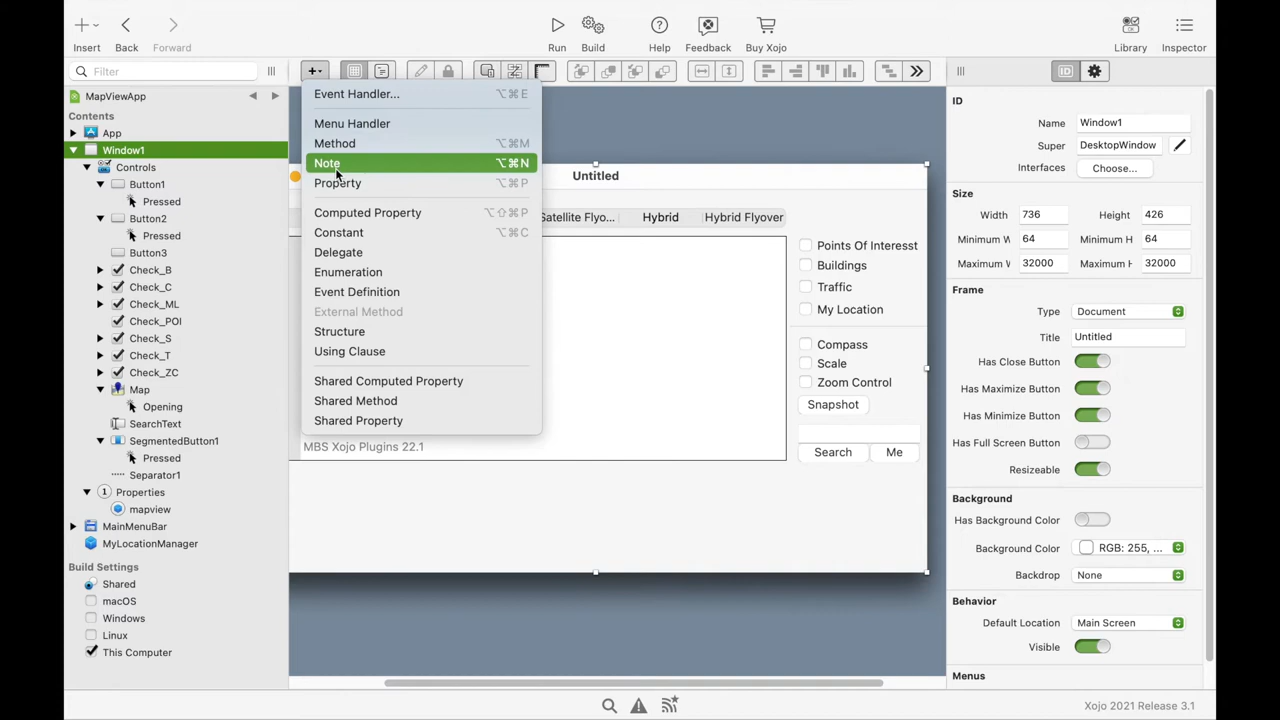 Insert
Back
Forward
Run
Build
Help
Feedback
Buy Xojo
Library
Inspector
Filter
MapViewApp
Contents
App
Window1
Controls
Button1
Pressed
Button2
Pressed
Button3
Check_B
Check_C
Check_ML
Check_POI
Check_S
Check_T
Check_ZC
Map
Opening
SearchText
SegmentedButton1
Pressed
Separator1
Properties
mapview
MainMenuBar
MyLocationManager
Build Settings
Shared
macOS
Windows
Linux
This Computer
Event Handler... ⌥⌘E
Menu Handler
Method ⌥⌘M
Note ⌥⌘N
Property ⌥⌘P
Computed Property ⌥⇧⌘P
Constant ⌥⌘C
Delegate
Enumeration
Event Definition
External Method
Structure
Using Clause
Shared Computed Property
Shared Method
Shared Property
MBS Xojo Plugins 22.1
Untitled
Satellite Flyo... Hybrid Hybrid Flyover
Points Of Interesst
Buildings
Traffic
My Location
Compass
Scale
Zoom Control
Snapshot
Search Me
ID
ID
Name Window1
Super DesktopWindow
Interfaces Choose...
Size
Width 736 Height 426
Minimum W 64 Minimum H 64
Maximum W 32000 Maximum H 32000
Frame
Type Document
Title Untitled
Has Close Button
Has Maximize Button
Has Minimize Button
Has Full Screen Button
Resizeable
Background
Has Background Color
Background Color RGB: 255, ...
Backdrop None
Behavior
Default Location Main Screen
Visible
Menus
Xojo 2021 Release 3.1